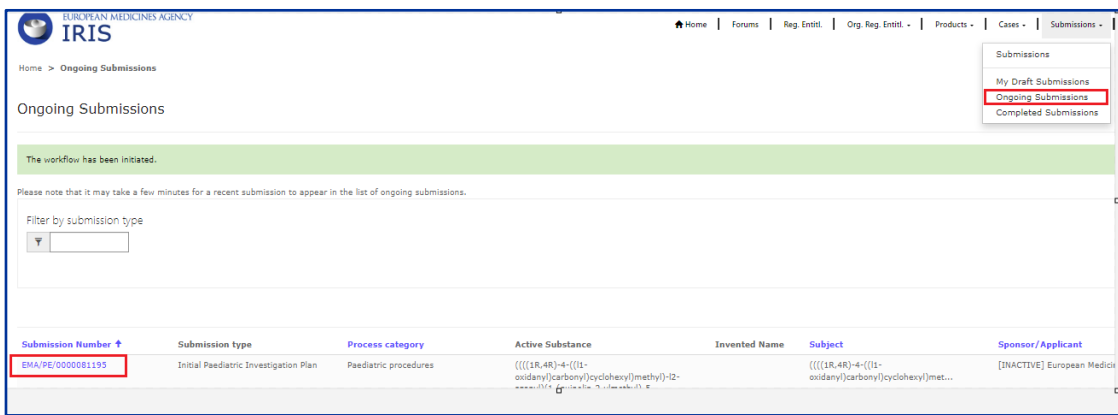 EUROPEAN MEDICINES AGENCY
IRIS
Home Forums Reg. Entitl. Org. Reg. Entitl. Products Cases Submissions
Submissions
My Draft Submissions
Ongoing Submissions
Completed Submissions
Home > Ongoing Submissions
Ongoing Submissions
The workflow has been initiated.
Please note that it may take a few minutes for a recent submission to appear in the list of ongoing submissions.
Filter by submission type
Submission Number ↑ Submission type Process category Active Substance Invented Name Subject Sponsor/Applicant
EMA/PE/0000081195 Initial Paediatric Investigation Plan Paediatric procedures ((((1R,4R)-4-((l1- ((((1R,4R)-4-((l1- [INACTIVE] European Medicin
oxidanyl)carbonyl)cyclohexyl)methyl)-l2- oxidanyl)carbonyl)cyclohexyl)met...